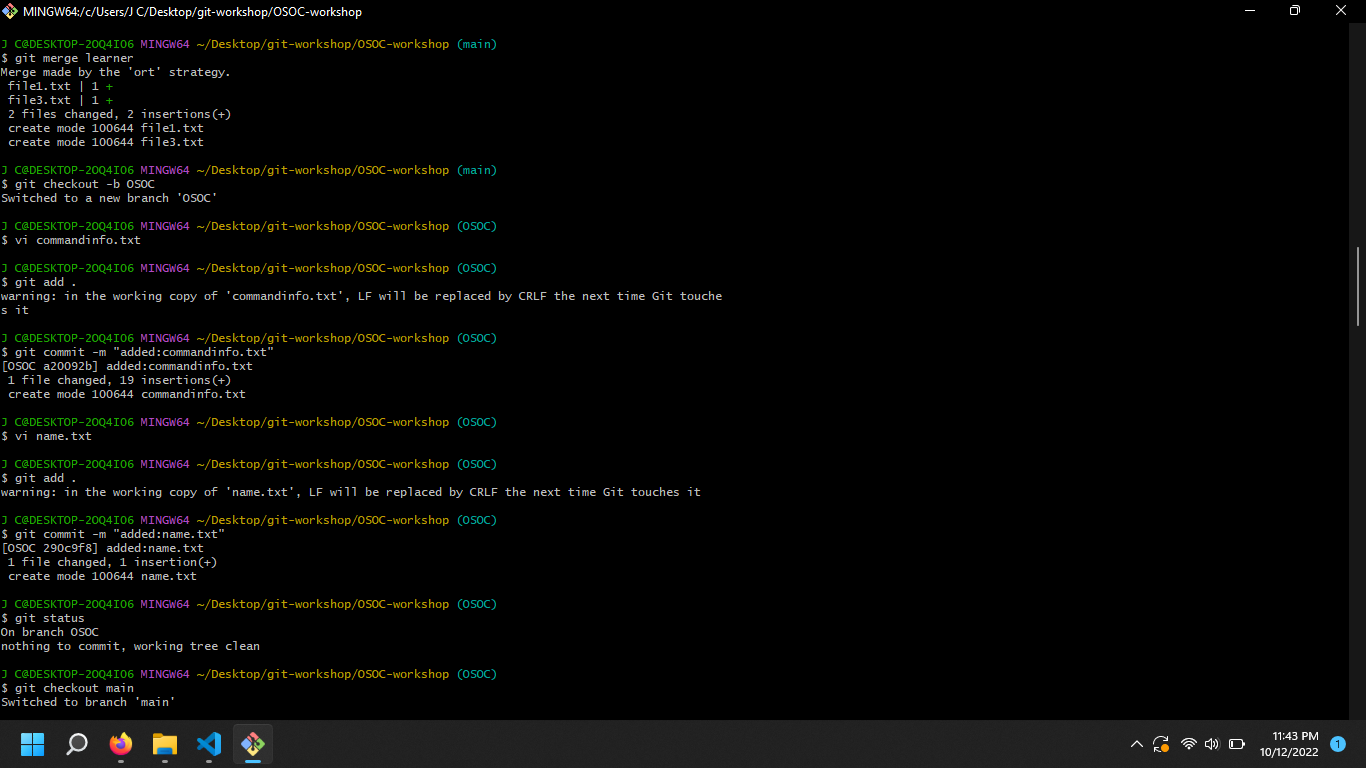 MINGW64:/c/Users/J C/Desktop/git-workshop/OSOC-workshop
J C@DESKTOP-2OQ4IO6 MINGW64 ~/Desktop/git-workshop/OSOC-workshop (main)
$ git merge learner
Merge made by the 'ort' strategy.
 file1.txt | 1 +
 file3.txt | 1 +
 2 files changed, 2 insertions(+)
 create mode 100644 file1.txt
 create mode 100644 file3.txt
J C@DESKTOP-2OQ4IO6 MINGW64 ~/Desktop/git-workshop/OSOC-workshop (main)
$ git checkout -b OSOC
Switched to a new branch 'OSOC'
J C@DESKTOP-2OQ4IO6 MINGW64 ~/Desktop/git-workshop/OSOC-workshop (OSOC)
$ vi commandinfo.txt
J C@DESKTOP-2OQ4IO6 MINGW64 ~/Desktop/git-workshop/OSOC-workshop (OSOC)
$ git add .
warning: in the working copy of 'commandinfo.txt', LF will be replaced by CRLF the next time Git touche
s it
J C@DESKTOP-2OQ4IO6 MINGW64 ~/Desktop/git-workshop/OSOC-workshop (OSOC)
$ git commit -m "added:commandinfo.txt"
[OSOC a20092b] added:commandinfo.txt
 1 file changed, 19 insertions(+)
 create mode 100644 commandinfo.txt
J C@DESKTOP-2OQ4IO6 MINGW64 ~/Desktop/git-workshop/OSOC-workshop (OSOC)
$ vi name.txt
J C@DESKTOP-2OQ4IO6 MINGW64 ~/Desktop/git-workshop/OSOC-workshop (OSOC)
$ git add .
warning: in the working copy of 'name.txt', LF will be replaced by CRLF the next time Git touches it
J C@DESKTOP-2OQ4IO6 MINGW64 ~/Desktop/git-workshop/OSOC-workshop (OSOC)
$ git commit -m "added:name.txt"
[OSOC 290c9f8] added:name.txt
 1 file changed, 1 insertion(+)
 create mode 100644 name.txt
J C@DESKTOP-2OQ4IO6 MINGW64 ~/Desktop/git-workshop/OSOC-workshop (OSOC)
$ git status
On branch OSOC
nothing to commit, working tree clean
J C@DESKTOP-2OQ4IO6 MINGW64 ~/Desktop/git-workshop/OSOC-workshop (OSOC)
$ git checkout main
Switched to branch 'main'
11:43 PM
10/12/2022
1